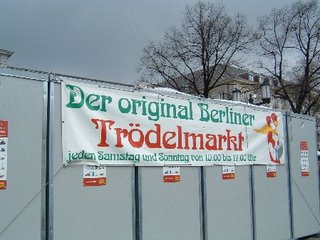 Der original Berliner
Trödelmarkt
jeden Samstag und Sonntag von 10.00 bis 17.00 Uhr